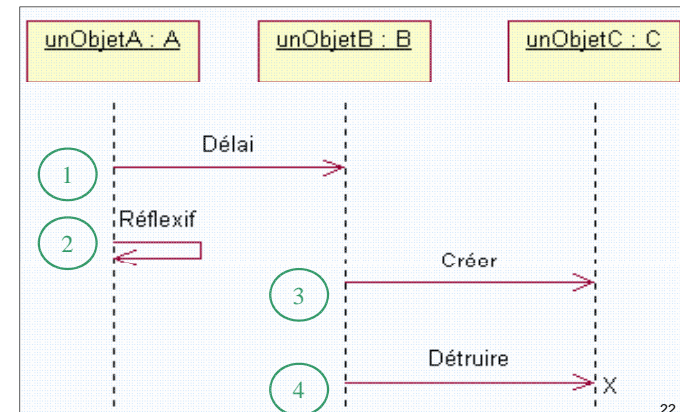 unObjetA : A
unObjetB : B
unObjetC : C
Délai
1
Réflexif
2
Créer
3
Détruire
4
X
22